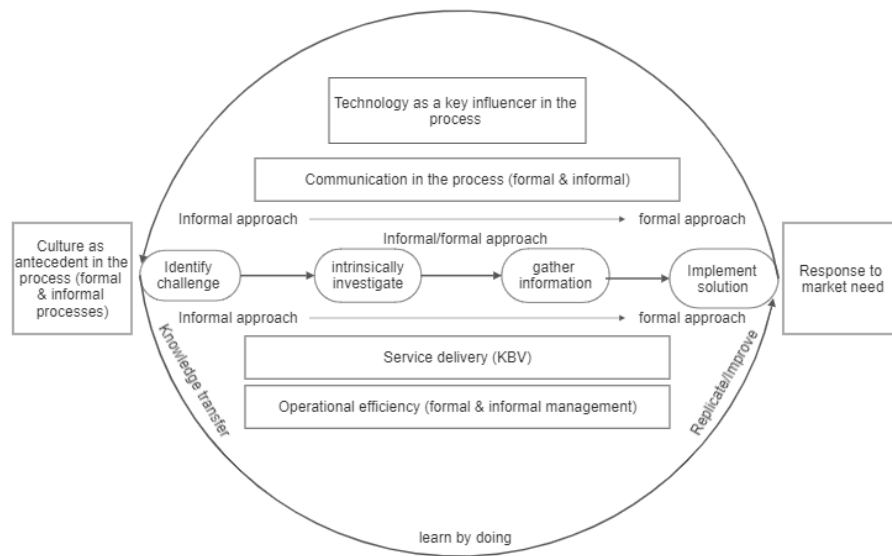 Technology as a key influencer in the
process
Communication in the process (formal & informal)
Informal approach
formal approach
Informal/formal approach
Culture as
antecedent in the
process (formal
& informal
processes)
Identify
challenge
intrinsically
investigate
gather
information
Implement
solution
Response to
market need
Informal approach
formal approach
Service delivery (KBV)
Operational efficiency (formal & informal management)
Knowledge transfer
Replicate/Improve
learn by doing